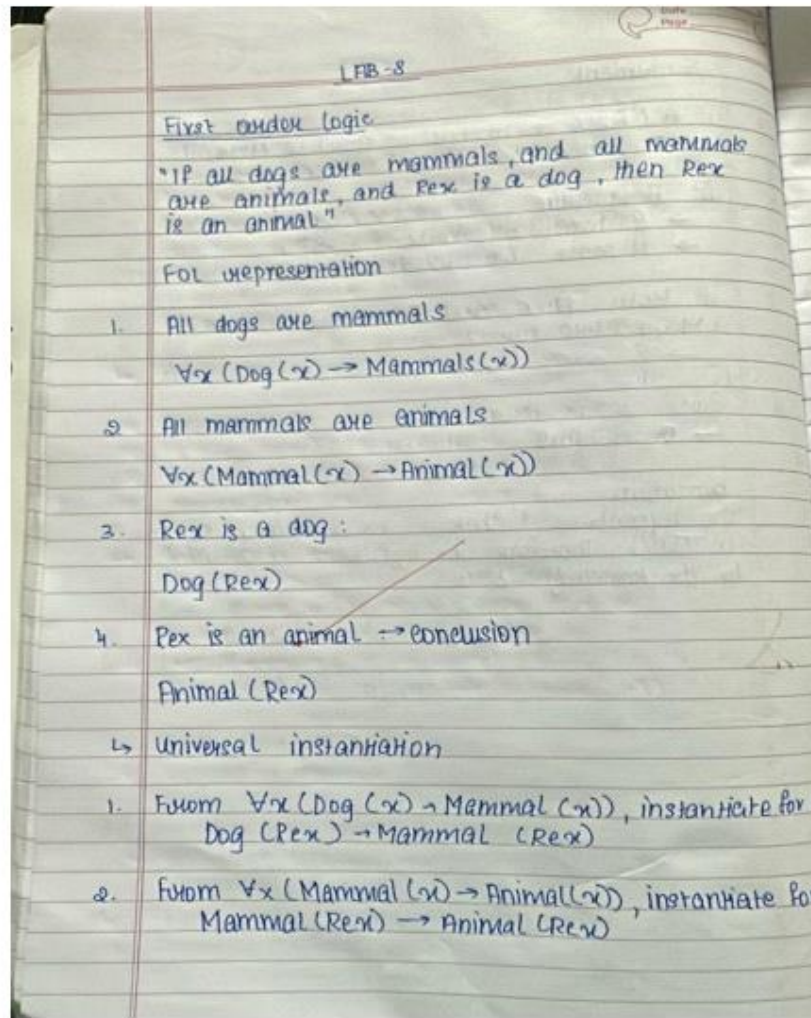 Date
Page
LAB-8
First order logic
"If all dogs are mammals, and all mammals
are animals, and Rex is a dog, then Rex
is an animal"
FOL representation
1. All dogs are mammals
∀x (Dog(x) → Mammals(x))
2 All mammals are animals
∀x (Mammal(x) → Animal(x))
3. Rex is a dog:
Dog(Rex)
4. Rex is an animal → conclusion
Animal (Rex)
↳ Universal instantiation
1. From ∀x (Dog (x) → Mammal (x)), instantiate for
Dog (Rex) → Mammal (Rex)
2. From ∀x (Mammal (x) → Animal(x)), instantiate fo
Mammal (Rex) → Animal (Rex)